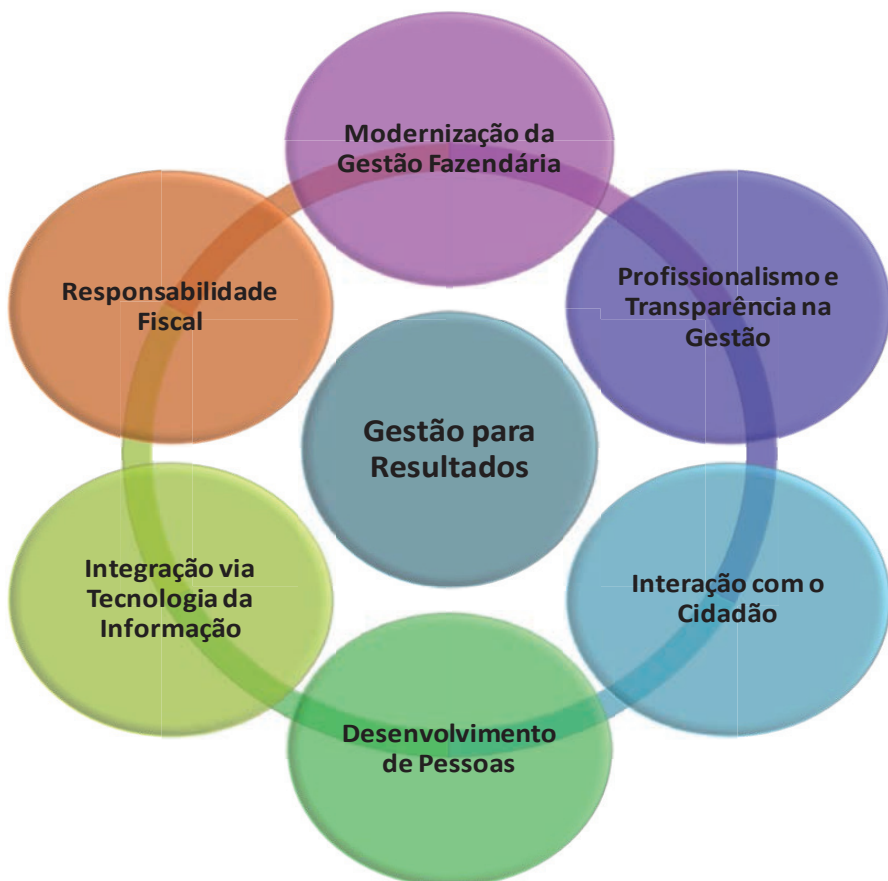 Modernização da
Gestão Fazendária
Profissionalismo e
Transparência na
Gestão
Interação com o
Cidadão
Desenvolvimento
de Pessoas
Integração via
Tecnologia da
Informação
Responsabilidade
Fiscal
Gestão para
Resultados